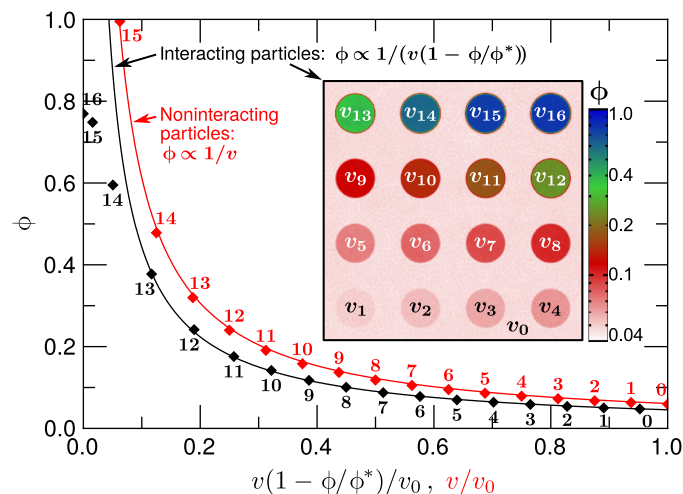 1.0
0.8
0.6
0.4
0.2
0.0
ϕ
0.0 0.2 0.4 0.6 0.8 1.0
v(1 − ϕ/ϕ*)/v0 , v/v0
Interacting particles: ϕ ∝ 1/(v(1 − ϕ/ϕ*))
Noninteracting
particles:
ϕ ∝ 1/v
15 14 13 12 11 10 9 8 7 6 5 4 3 2 1 0
16 15 14 13 12 11 10 9 8 7 6 5 4 3 2 1 0
v13 v14 v15 v16
v9 v10 v11 v12
v5 v6 v7 v8
v1 v2 v3 v4
v0
ϕ
1.0
0.4
0.2
0.1
0.04